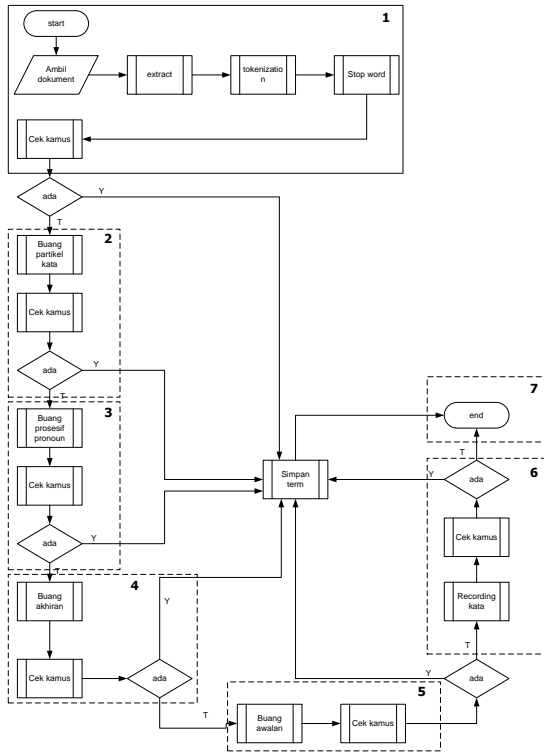 1
start
Ambil
dokument
extract
tokenizatio
n
Stop word
Cek kamus
ada
Y
T
2
Buang
partikel
kata
Cek kamus
ada
Y
T
3
Buang
prosesif
pronoun
Cek kamus
ada
Y
T
4
Buang
akhiran
Cek kamus
ada
Y
T
5
Buang
awalan
Cek kamus
ada
Y
T
6
Recording
kata
Cek kamus
ada
Y
T
7
end
Simpan
term